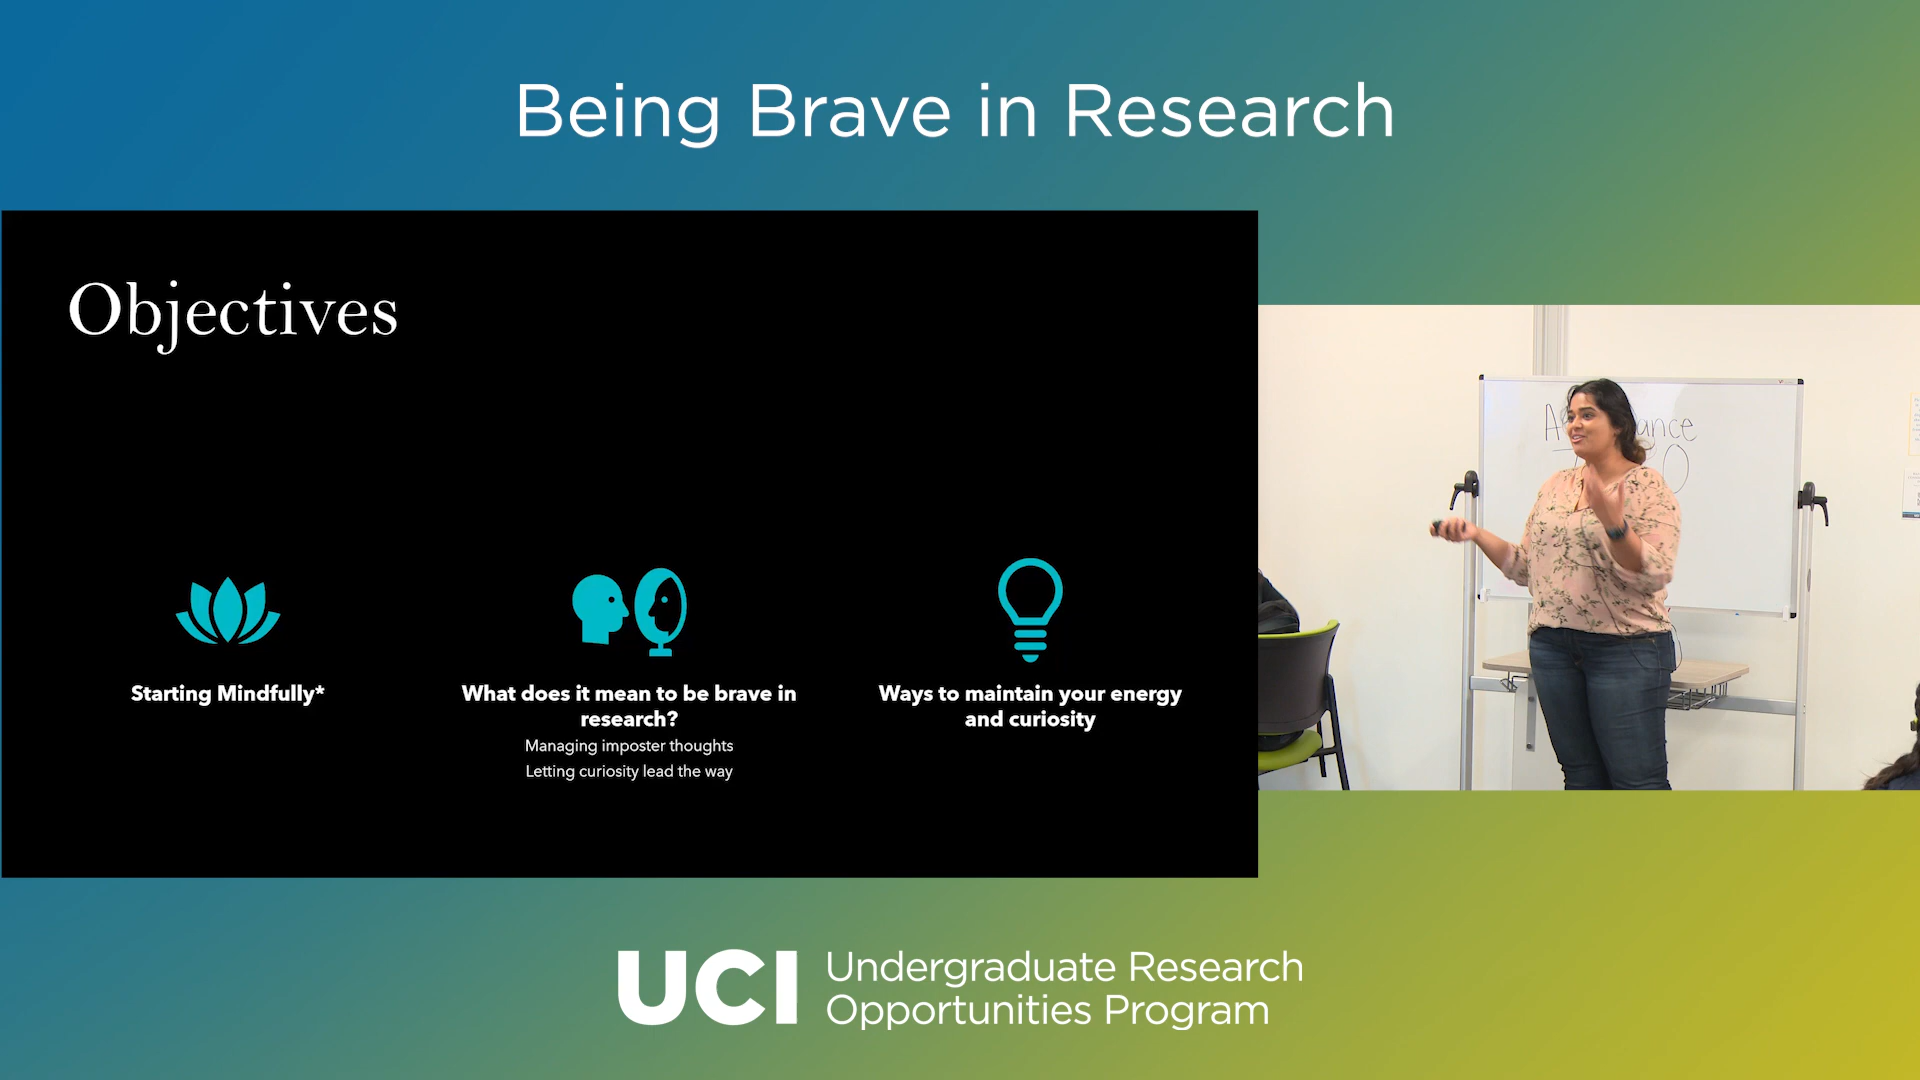 Being Brave in Research
Objectives
Starting Mindfully*
What does it mean to be brave in
research?
Managing imposter thoughts
Letting curiosity lead the way
Ways to maintain your energy
and curiosity
UCI Undergraduate Research
Opportunities Program